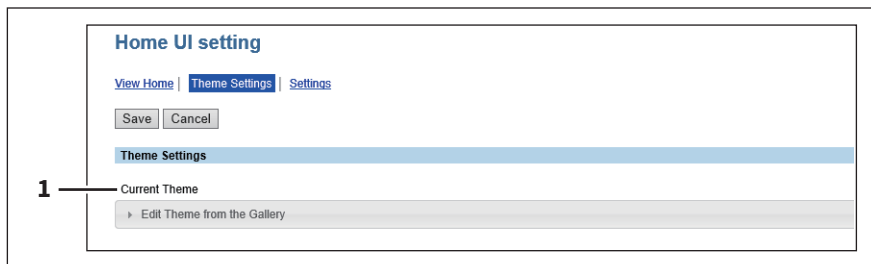 Home UI setting
View Home | Theme Settings | Settings
Save Cancel
Theme Settings
1 Current Theme
Edit Theme from the Gallery